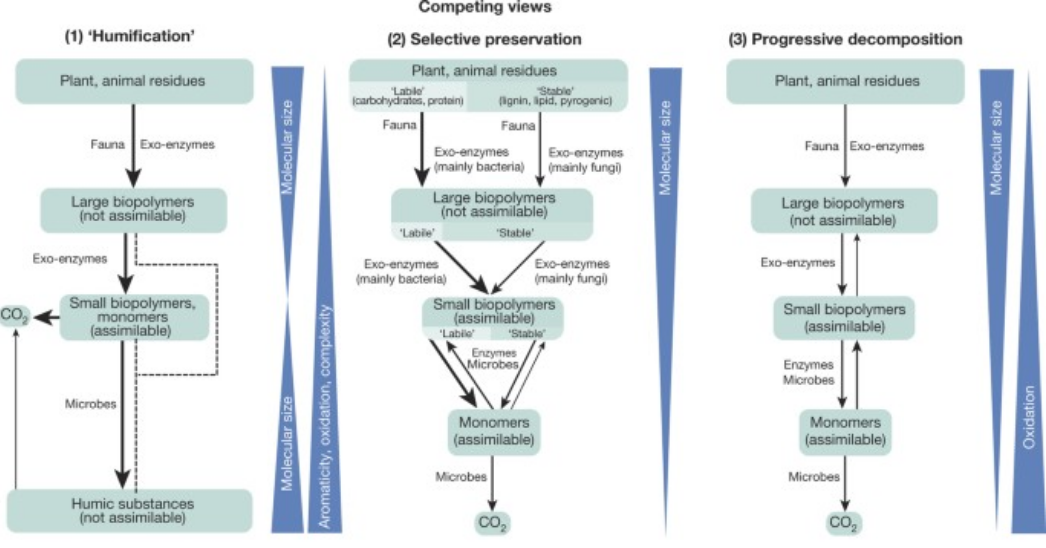 Competing views
(1) ‘Humification’
Plant, animal residues
Fauna
Exo-enzymes
Large biopolymers
(not assimilable)
Exo-enzymes
Small biopolymers,
monomers
(assimilable)
CO2
Microbes
Humic substances
(not assimilable)
Molecular size
Molecular size
Aromaticity, oxidation, complexity
(2) Selective preservation
Plant, animal residues
‘Labile’
(carbohydrates, protein)
‘Stable’
(lignin, lipid, pyrogenic)
Fauna
Fauna
Exo-enzymes
(mainly bacteria)
Exo-enzymes
(mainly fungi)
Large biopolymers
(not assimilable)
‘Labile’
‘Stable’
Exo-enzymes
(mainly bacteria)
Exo-enzymes
(mainly fungi)
Small biopolymers
(assimilable)
‘Labile’
‘Stable’
Enzymes
Microbes
Monomers
(assimilable)
Microbes
CO2
Molecular size
(3) Progressive decomposition
Plant, animal residues
Fauna
Exo-enzymes
Large biopolymers
(not assimilable)
Exo-enzymes
Small biopolymers
(assimilable)
Enzymes
Microbes
Monomers
(assimilable)
Microbes
CO2
Molecular size
Oxidation